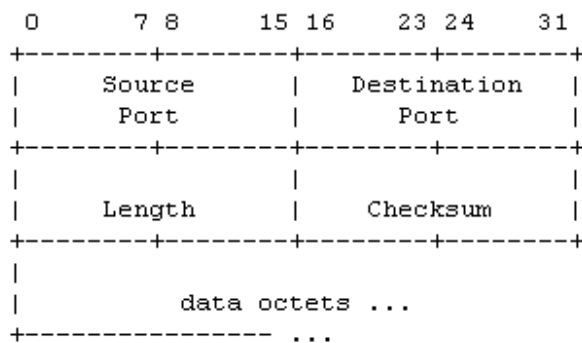 0      7 8     15 16    23 24    31
+--------+--------+--------+--------+
|     Source      |   Destination   |
|      Port       |      Port       |
+--------+--------+--------+--------+
|                 |                 |
|     Length      |    Checksum     |
+--------+--------+--------+--------+
|
|          data octets ...
+---------------- ...